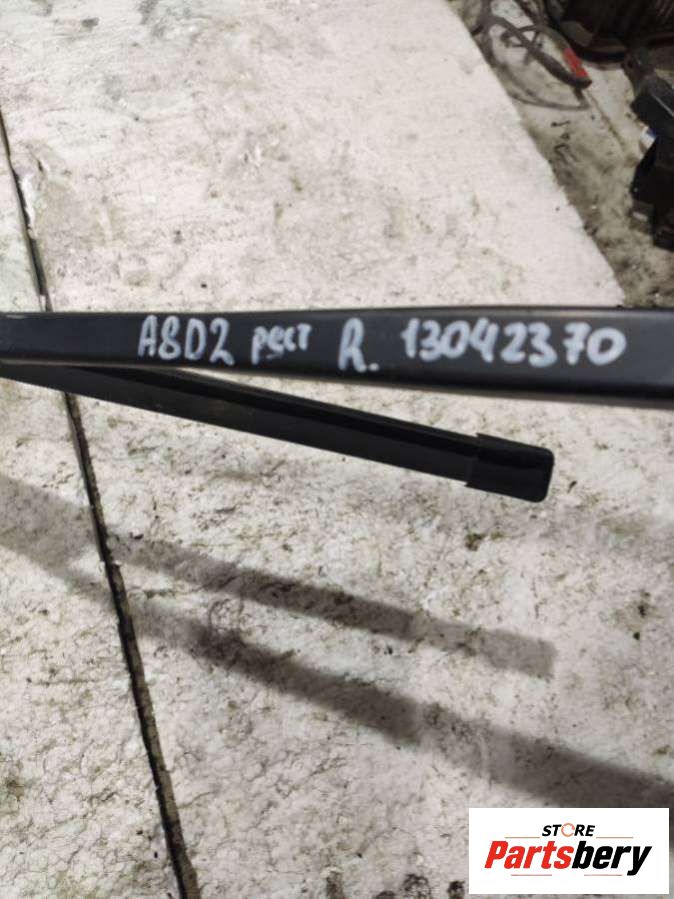 A8D2 рест R. 13042370
STORE
Partsbery